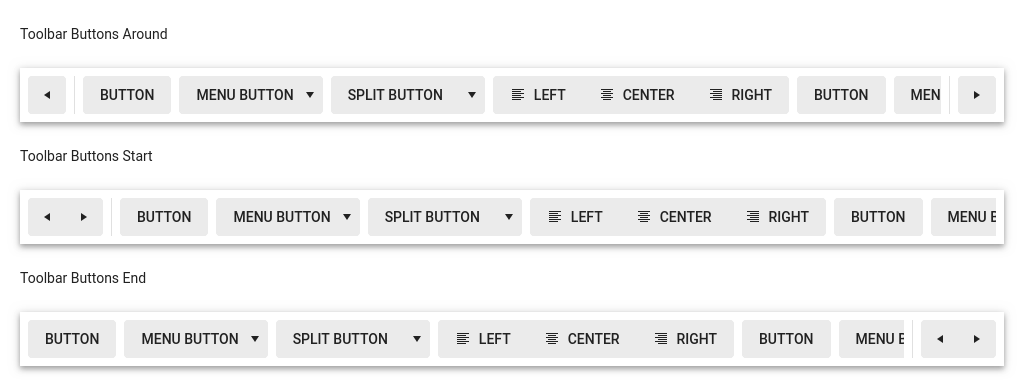 Toolbar Buttons Around
BUTTON MENU BUTTON SPLIT BUTTON LEFT CENTER RIGHT BUTTON MEN
Toolbar Buttons Start
BUTTON MENU BUTTON SPLIT BUTTON LEFT CENTER RIGHT BUTTON MENU
Toolbar Buttons End
BUTTON MENU BUTTON SPLIT BUTTON LEFT CENTER RIGHT BUTTON MENU